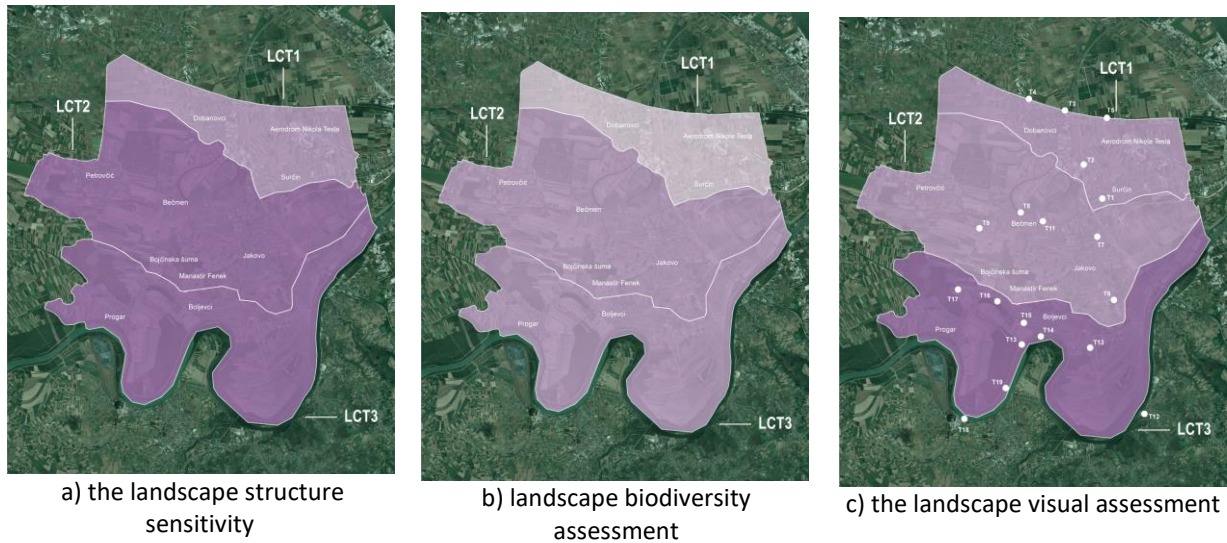 LCT1
LCT2
Dobanovci
Aerodrom Nikola Tesla
Surčin
Petrovčić
Bečmen
Jakovo
Bojčinska šuma
Manastir Fenek
Boljevci
Progar
LCT3
a) the landscape structure
sensitivity
LCT1
LCT2
Dobanovci
Aerodrom Nikola Tesla
Surčin
Petrovčić
Bečmen
Jakovo
Bojčinska šuma
Manastir Fenek
Boljevci
Progar
LCT3
b) landscape biodiversity
assessment
LCT1
T4
T3
T5
LCT2
Dobanovci
Aerodrom Nikola Tesla
T2
Surčin
Petrovčić
T1
T8
Bečmen
T11
T9
T7
Jakovo
Bojčinska šuma
Manastir Fenek
T6
T17
T16
T15
Boljevci
Progar
T13
T14
T13
T19
T18
T12
LCT3
c) the landscape visual assessment